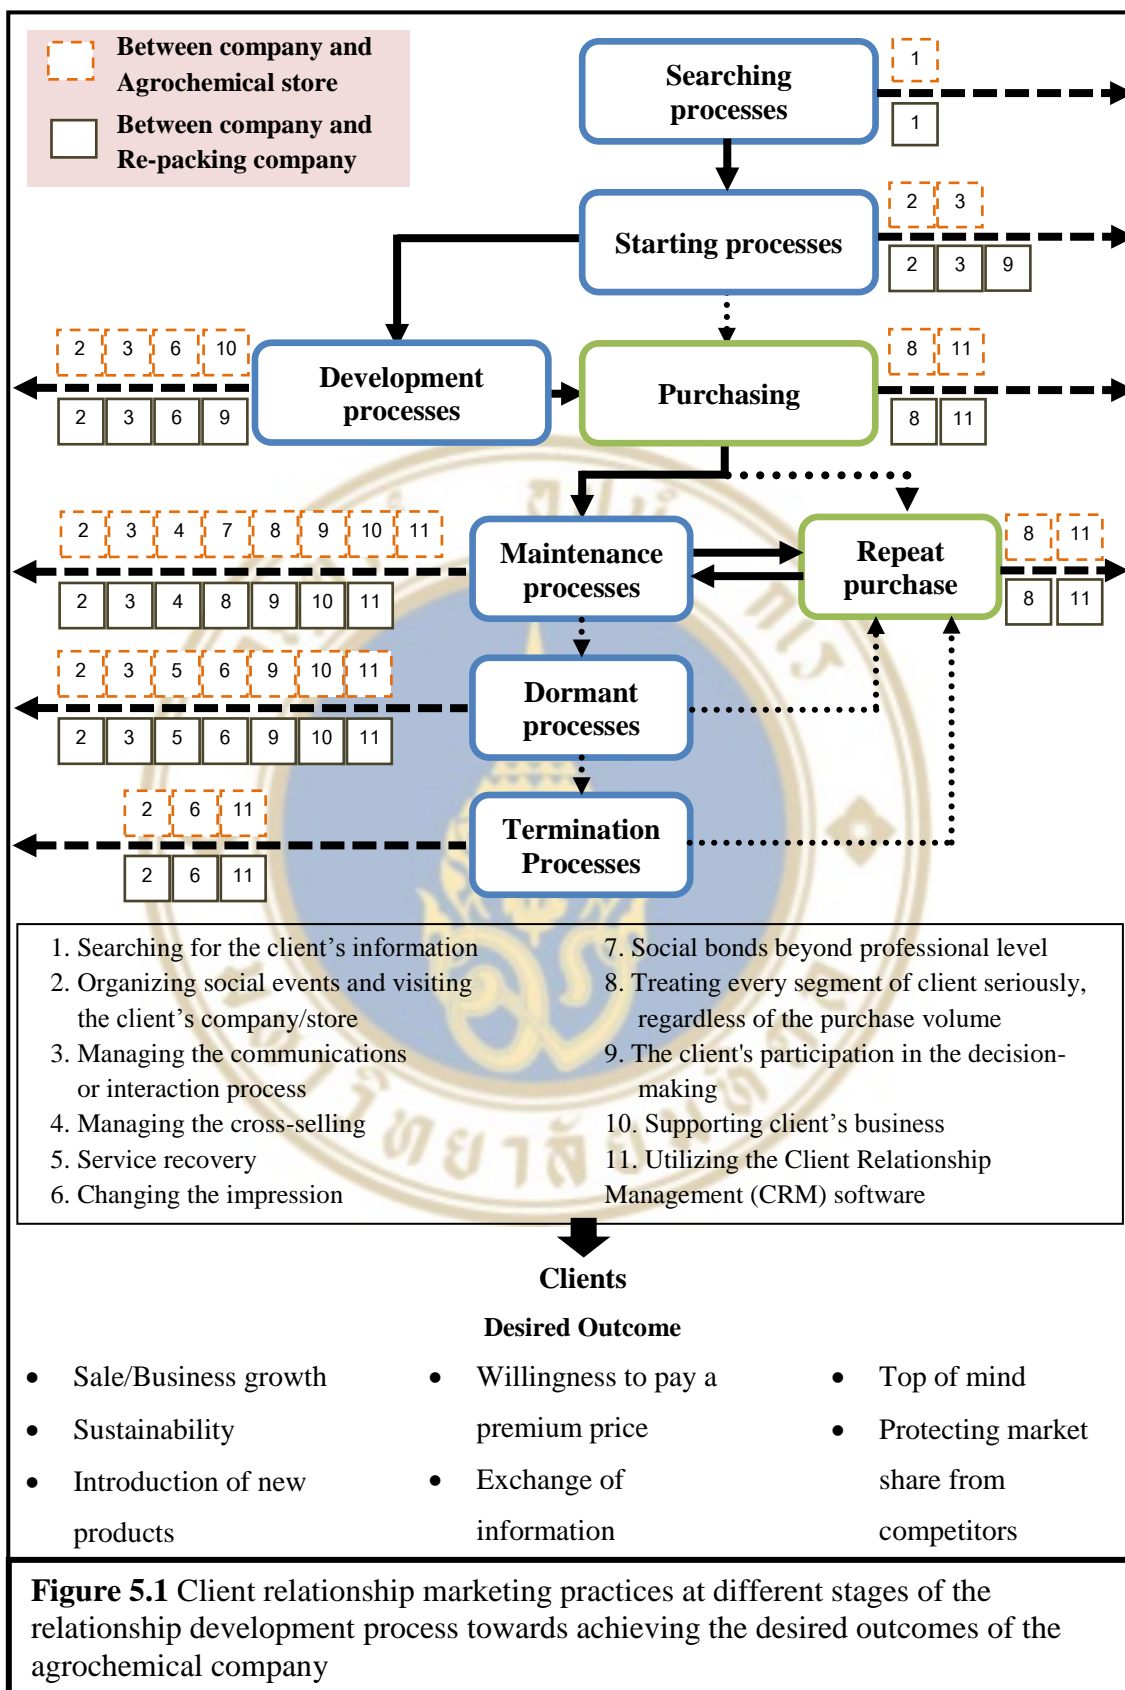 Between company and
Agrochemical store
Between company and
Re-packing company
Searching
processes
1
1
Starting processes
2 3
2 3 9
2 3 6 10
2 3 6 9
Development
processes
Purchasing
8 11
8 11
2 3 4 7 8 9 10 11
2 3 4 8 9 10 11
Maintenance
processes
Repeat
purchase
8 11
8 11
2 3 5 6 9 10 11
2 3 5 6 9 10 11
Dormant
processes
2 6 11
2 6 11
Termination
Processes
1. Searching for the client’s information
2. Organizing social events and visiting
the client’s company/store
3. Managing the communications
or interaction process
4. Managing the cross-selling
5. Service recovery
6. Changing the impression
7. Social bonds beyond professional level
8. Treating every segment of client seriously,
regardless of the purchase volume
9. The client's participation in the decision-
making
10. Supporting client’s business
11. Utilizing the Client Relationship
Management (CRM) software
Clients
Desired Outcome
• Sale/Business growth
• Sustainability
• Introduction of new
products
• Willingness to pay a
premium price
• Exchange of
information
• Top of mind
• Protecting market
share from
competitors
Figure 5.1 Client relationship marketing practices at different stages of the
relationship development process towards achieving the desired outcomes of the
agrochemical company